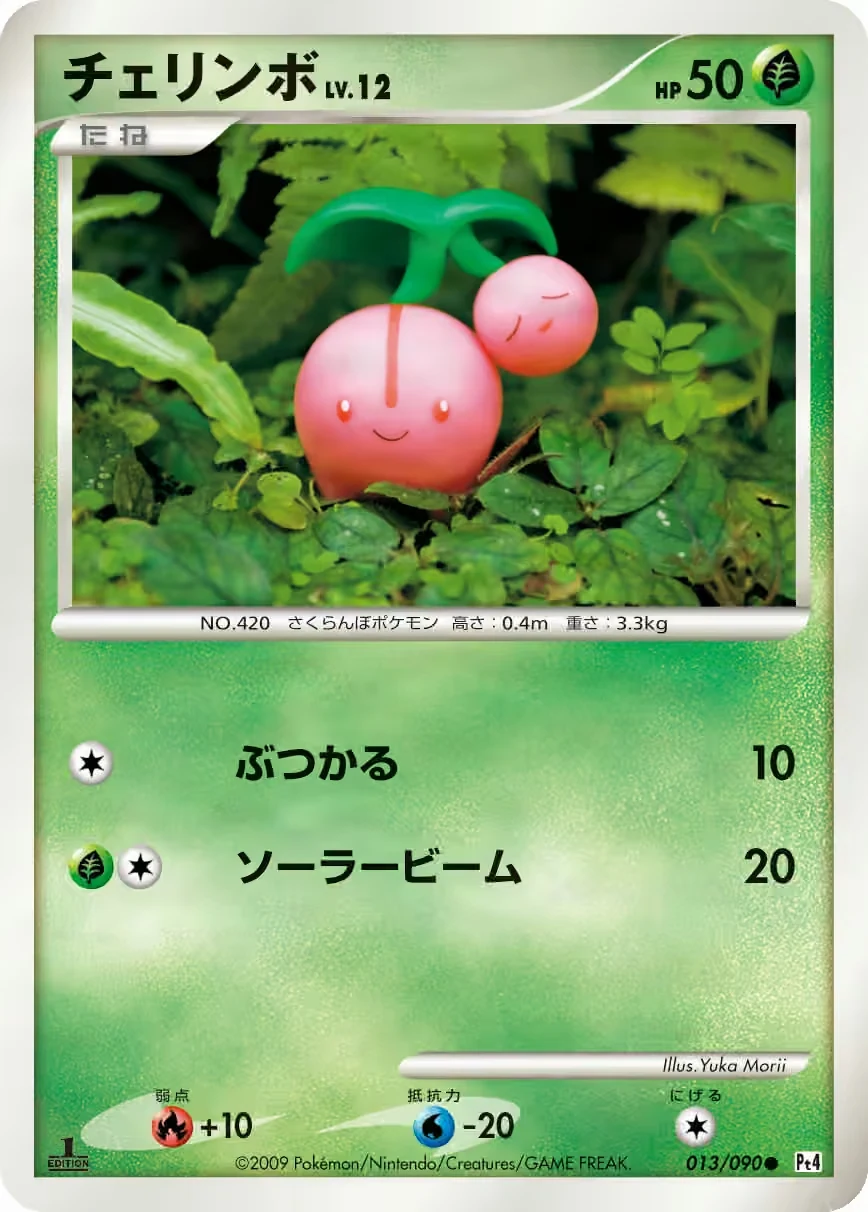 チェリンボ LV.12 HP 50
たね
NO.420 さくらんぼポケモン 高さ:0.4m 重さ:3.3kg
ぶつかる 10
ソーラービーム 20
Illus.Yuka Morii
弱点 抵抗力 にげる
+10 -20
1 EDITION
©2009 Pokémon/Nintendo/Creatures/GAME FREAK. 013/090 Pt4